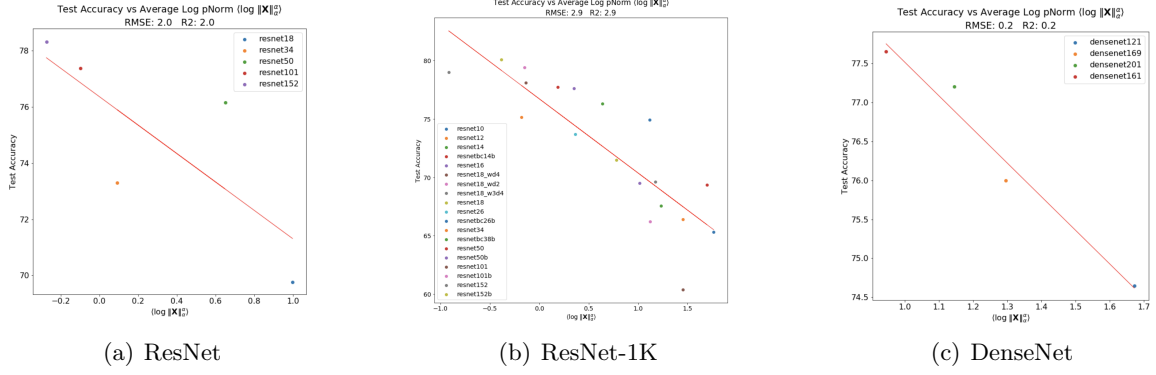 Test Accuracy vs Average Log pNorm ⟨log ‖X‖αα⟩
RMSE: 2.0 R2: 2.0
resnet18
resnet34
resnet50
resnet101
resnet152
78
76
74
72
70
Test Accuracy
−0.2 0.0 0.2 0.4 0.6 0.8 1.0
⟨log ‖X‖αα⟩
(a) ResNet
Test Accuracy vs Average Log pNorm ⟨log ‖X‖αα⟩
RMSE: 2.9 R2: 2.9
80
75
70
65
60
Test Accuracy
resnet10
resnet12
resnet14
resnetbc14b
resnet16
resnet18_wd4
resnet18_wd2
resnet18_w3d4
resnet18
resnet26
resnetbc26b
resnet34
resnetbc38b
resnet50
resnet50b
resnet101
resnet101b
resnet152
resnet152b
−1.0 −0.5 0.0 0.5 1.0 1.5
⟨log ‖X‖αα⟩
(b) ResNet-1K
Test Accuracy vs Average Log pNorm ⟨log ‖X‖αα⟩
RMSE: 0.2 R2: 0.2
densenet121
densenet169
densenet201
densenet161
77.5
77.0
76.5
76.0
75.5
75.0
74.5
Test Accuracy
1.0 1.1 1.2 1.3 1.4 1.5 1.6 1.7
⟨log ‖X‖αα⟩
(c) DenseNet